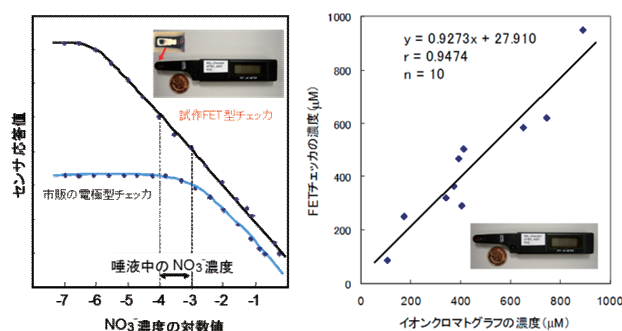 センサ応答値
試作FET型チェッカ
市販の電極型チェッカ
唾液中のNO₃⁻濃度
-7 -6 -5 -4 -3 -2 -1
NO₃⁻濃度の対数値
y = 0.9273x + 27.910
r = 0.9474
n = 10
FETチェッカの濃度(μM)
1000
800
600
400
200
0
0 200 400 600 800 1000
イオンクロマトグラフの濃度(μM)